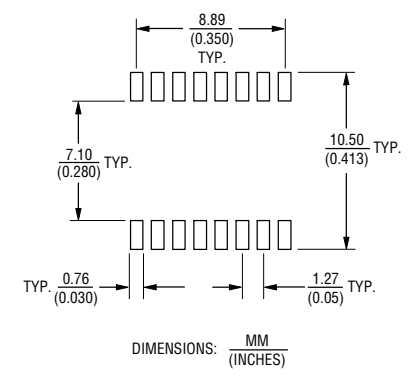 8.89
(0.350)
TYP.
7.10
(0.280) TYP.
10.50
(0.413) TYP.
TYP. 0.76
(0.030)
1.27
(0.05) TYP.
DIMENSIONS: MM
(INCHES)